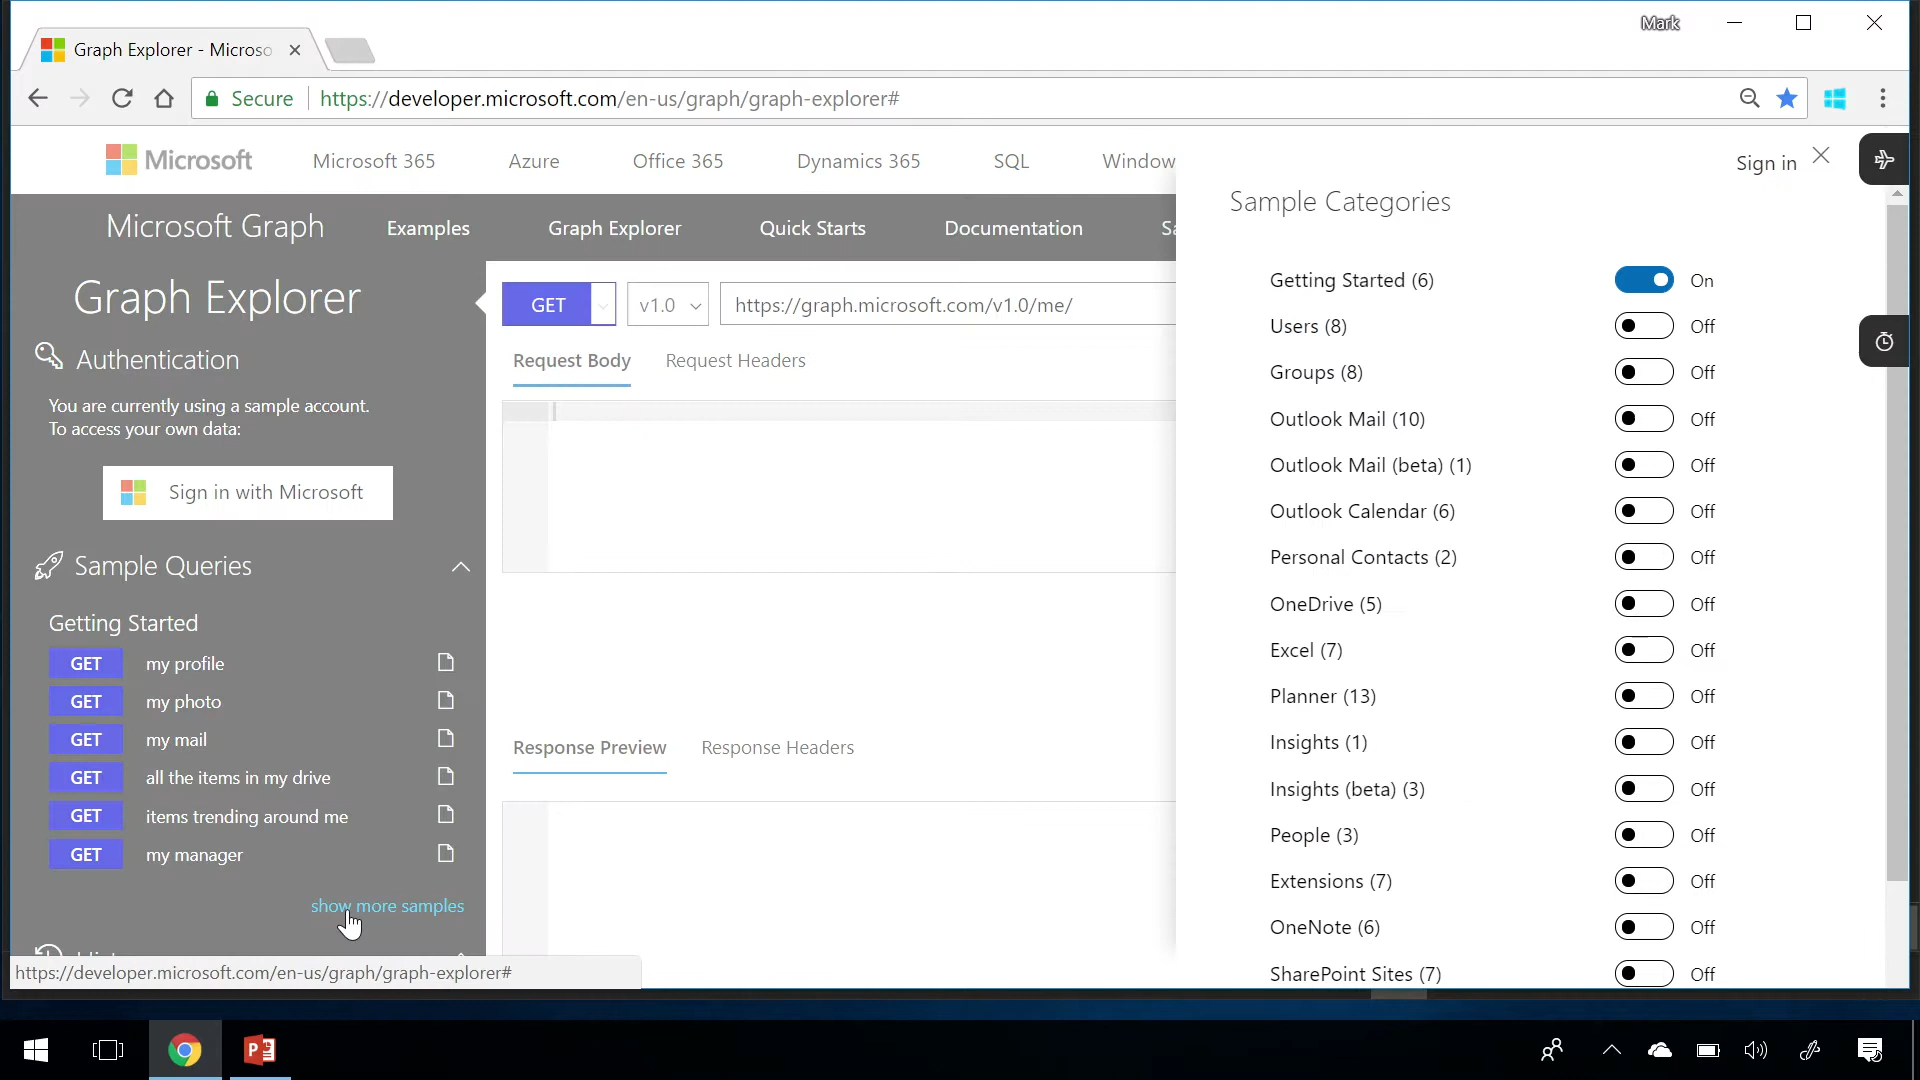 Mark
Graph Explorer - Microso
Secure https://developer.microsoft.com/en-us/graph/graph-explorer#
Microsoft Microsoft 365 Azure Office 365 Dynamics 365 SQL Window
Sign in
Sample Categories
Microsoft Graph Examples Graph Explorer Quick Starts Documentation Sa
Graph Explorer
Authentication
You are currently using a sample account.
To access your own data:
Sign in with Microsoft
Sample Queries
Getting Started
GET my profile
GET my photo
GET my mail
GET all the items in my drive
GET items trending around me
GET my manager
show more samples
https://developer.microsoft.com/en-us/graph/graph-explorer#
GET v1.0 https://graph.microsoft.com/v1.0/me/
Request Body Request Headers
Response Preview Response Headers
Getting Started (6) On
Users (8) Off
Groups (8) Off
Outlook Mail (10) Off
Outlook Mail (beta) (1) Off
Outlook Calendar (6) Off
Personal Contacts (2) Off
OneDrive (5) Off
Excel (7) Off
Planner (13) Off
Insights (1) Off
Insights (beta) (3) Off
People (3) Off
Extensions (7) Off
OneNote (6) Off
SharePoint Sites (7) Off